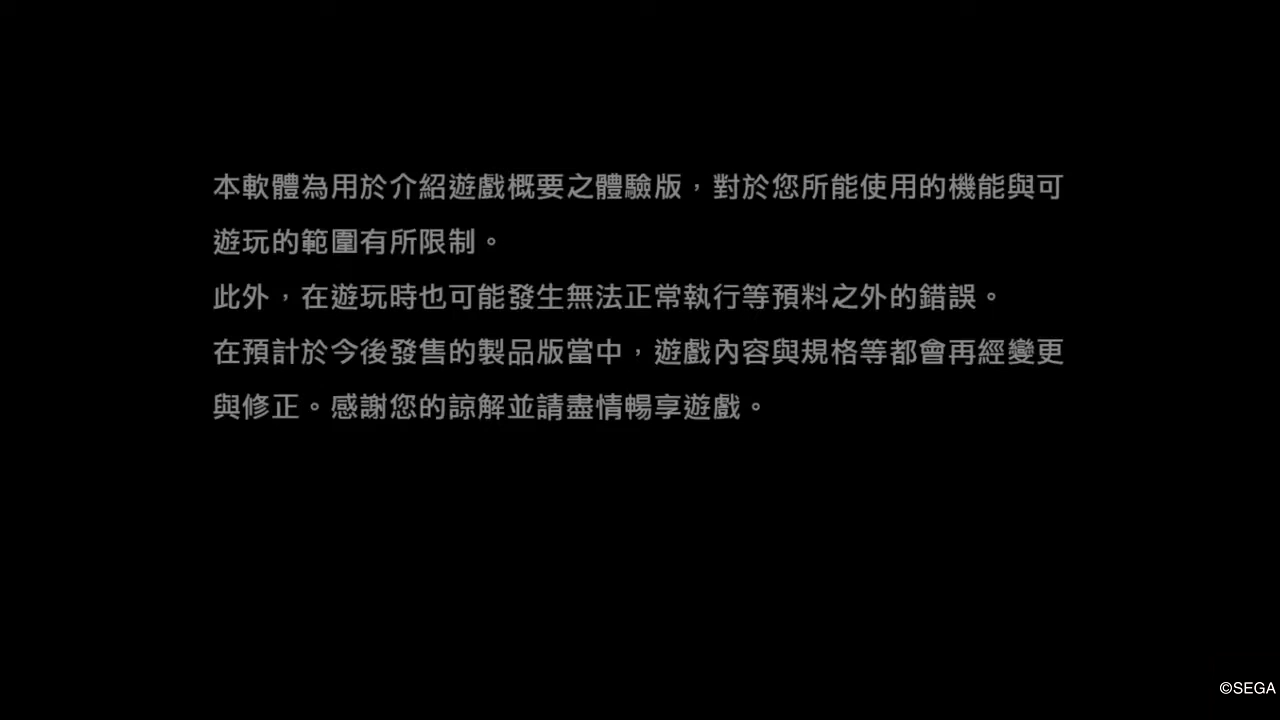 本軟體為用於介紹遊戲概要之體驗版，對於您所能使用的機能與可
遊玩的範圍有所限制。
此外，在遊玩時也可能發生無法正常執行等預料之外的錯誤。
在預計於今後發售的製品版當中，遊戲內容與規格等都會再經變更
與修正。感謝您的諒解並請盡情暢享遊戲。
©SEGA